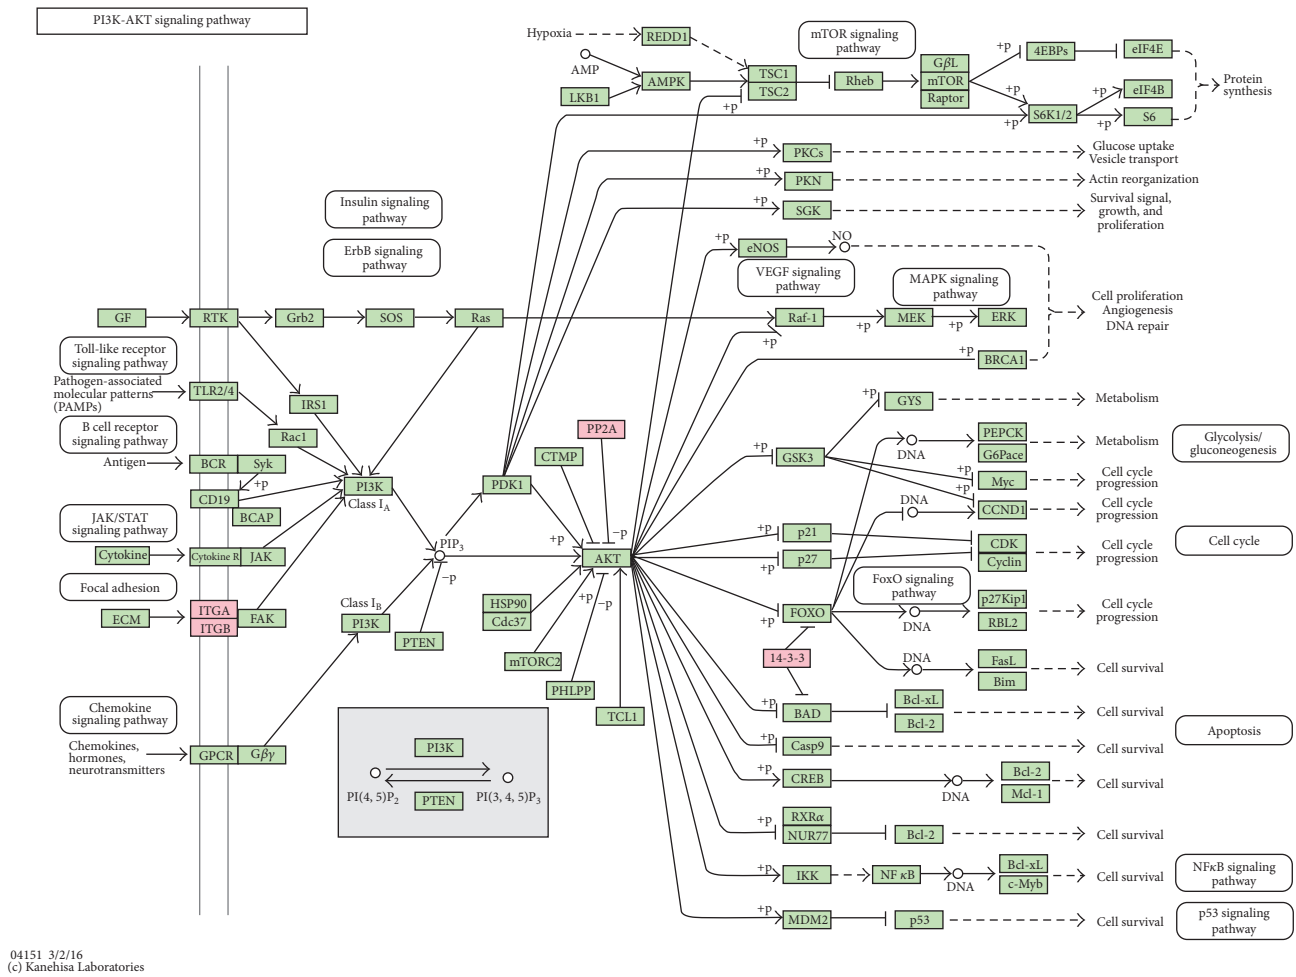 PI3K-AKT signaling pathway
Hypoxia
REDD1
mTOR signaling
pathway
AMP
AMPK
LKB1
TSC1
TSC2
+p
Rheb
GβL
mTOR
Raptor
+p
4EBPs
eIF4E
+p
S6K1/2
+p
+p
eIF4B
+p
S6
Protein
synthesis
+p
PKCs
Glucose uptake
Vesicle transport
+p
PKN
Actin reorganization
+p
SGK
Survival signal,
growth, and
proliferation
Insulin signaling
pathway
ErbB signaling
pathway
+p
eNOS
NO
VEGF signaling
pathway
MAPK signaling
pathway
GF
RTK
Grb2
SOS
Ras
Raf-1
+p
+p
MEK
+p
ERK
+p
BRCA1
Cell proliferation
Angiogenesis
DNA repair
Toll-like receptor
signaling pathway
Pathogen-associated
molecular patterns
(PAMPs)
TLR2/4
IRS1
Rac1
B cell receptor
signaling pathway
Antigen
BCR
Syk
+p
CD19
BCAP
PI3K
Class IA
JAK/STAT
signaling pathway
Cytokine
Cytokine R
JAK
Focal adhesion
ECM
ITGA
ITGB
FAK
PIP3
−p
Class IB
PI3K
PTEN
PDK1
CTMP
PP2A
+p
−p
AKT
HSP90
Cdc37
mTORC2
+p
−p
PHLPP
TCL1
+p
GYS
Metabolism
+p
GSK3
DNA
PEPCK
G6Pace
Metabolism
Glycolysis/
gluconeogenesis
+p
Myc
Cell cycle
progression
+p
DNA
CCND1
Cell cycle
progression
+p
p21
+p
p27
CDK
Cyclin
Cell cycle
progression
Cell cycle
FoxO signaling
pathway
+p
FOXO
DNA
p27Kip1
RBL2
Cell cycle
progression
14-3-3
DNA
FasL
Bim
Cell survival
+p
BAD
Bcl-xL
Bcl-2
Cell survival
+p
Casp9
Cell survival
Apoptosis
+p
CREB
DNA
Bcl-2
Mcl-1
Cell survival
+p
RXRα
NUR77
Bcl-2
Cell survival
+p
IKK
NF κB
DNA
Bcl-xL
c-Myb
Cell survival
NFκB signaling
pathway
+p
MDM2
p53
Cell survival
p53 signaling
pathway
Chemokine
signaling pathway
Chemokines,
hormones,
neurotransmitters
GPCR
Gβγ
PI3K
PI(4, 5)P2
PTEN
PI(3, 4, 5)P3
04151 3/2/16
(c) Kanehisa Laboratories